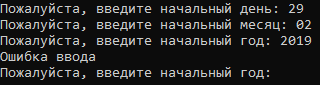 Пожалуйста, введите начальный день: 29
Пожалуйста, введите начальный месяц: 02
Пожалуйста, введите начальный год: 2019
Ошибка ввода
Пожалуйста, введите начальный год: